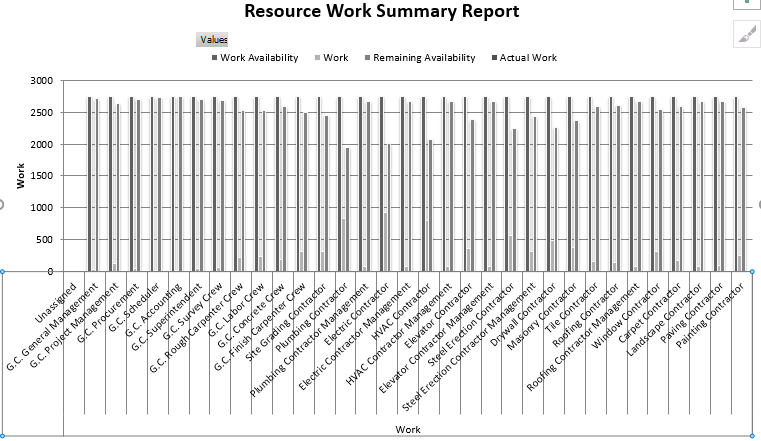 Resource Work Summary Report
Values
Work Availability Work Remaining Availability Actual Work
3000
2500
2000
1500
1000
500
0
Work
Unassigned
G.C. General Management
G.C. Project Management
G.C. Procurement
G.C. Scheduler
G.C. Accounting
G.C. Superintendent
G.C. Survey Crew
G.C. Rough Carpenter Crew
G.C. Labor Crew
G.C. Concrete Crew
G.C. Finish Carpenter Crew
Site Grading Contractor
Plumbing Contractor
Plumbing Contractor Management
Electric Contractor
Electric Contractor Management
HVAC Contractor
HVAC Contractor Management
Elevator Contractor
Elevator Contractor Management
Steel Erection Contractor
Steel Erection Contractor Management
Drywall Contractor
Masonry Contractor
Tile Contractor
Roofing Contractor
Roofing Contractor Management
Window Contractor
Carpet Contractor
Landscape Contractor
Paving Contractor
Painting Contractor
Work